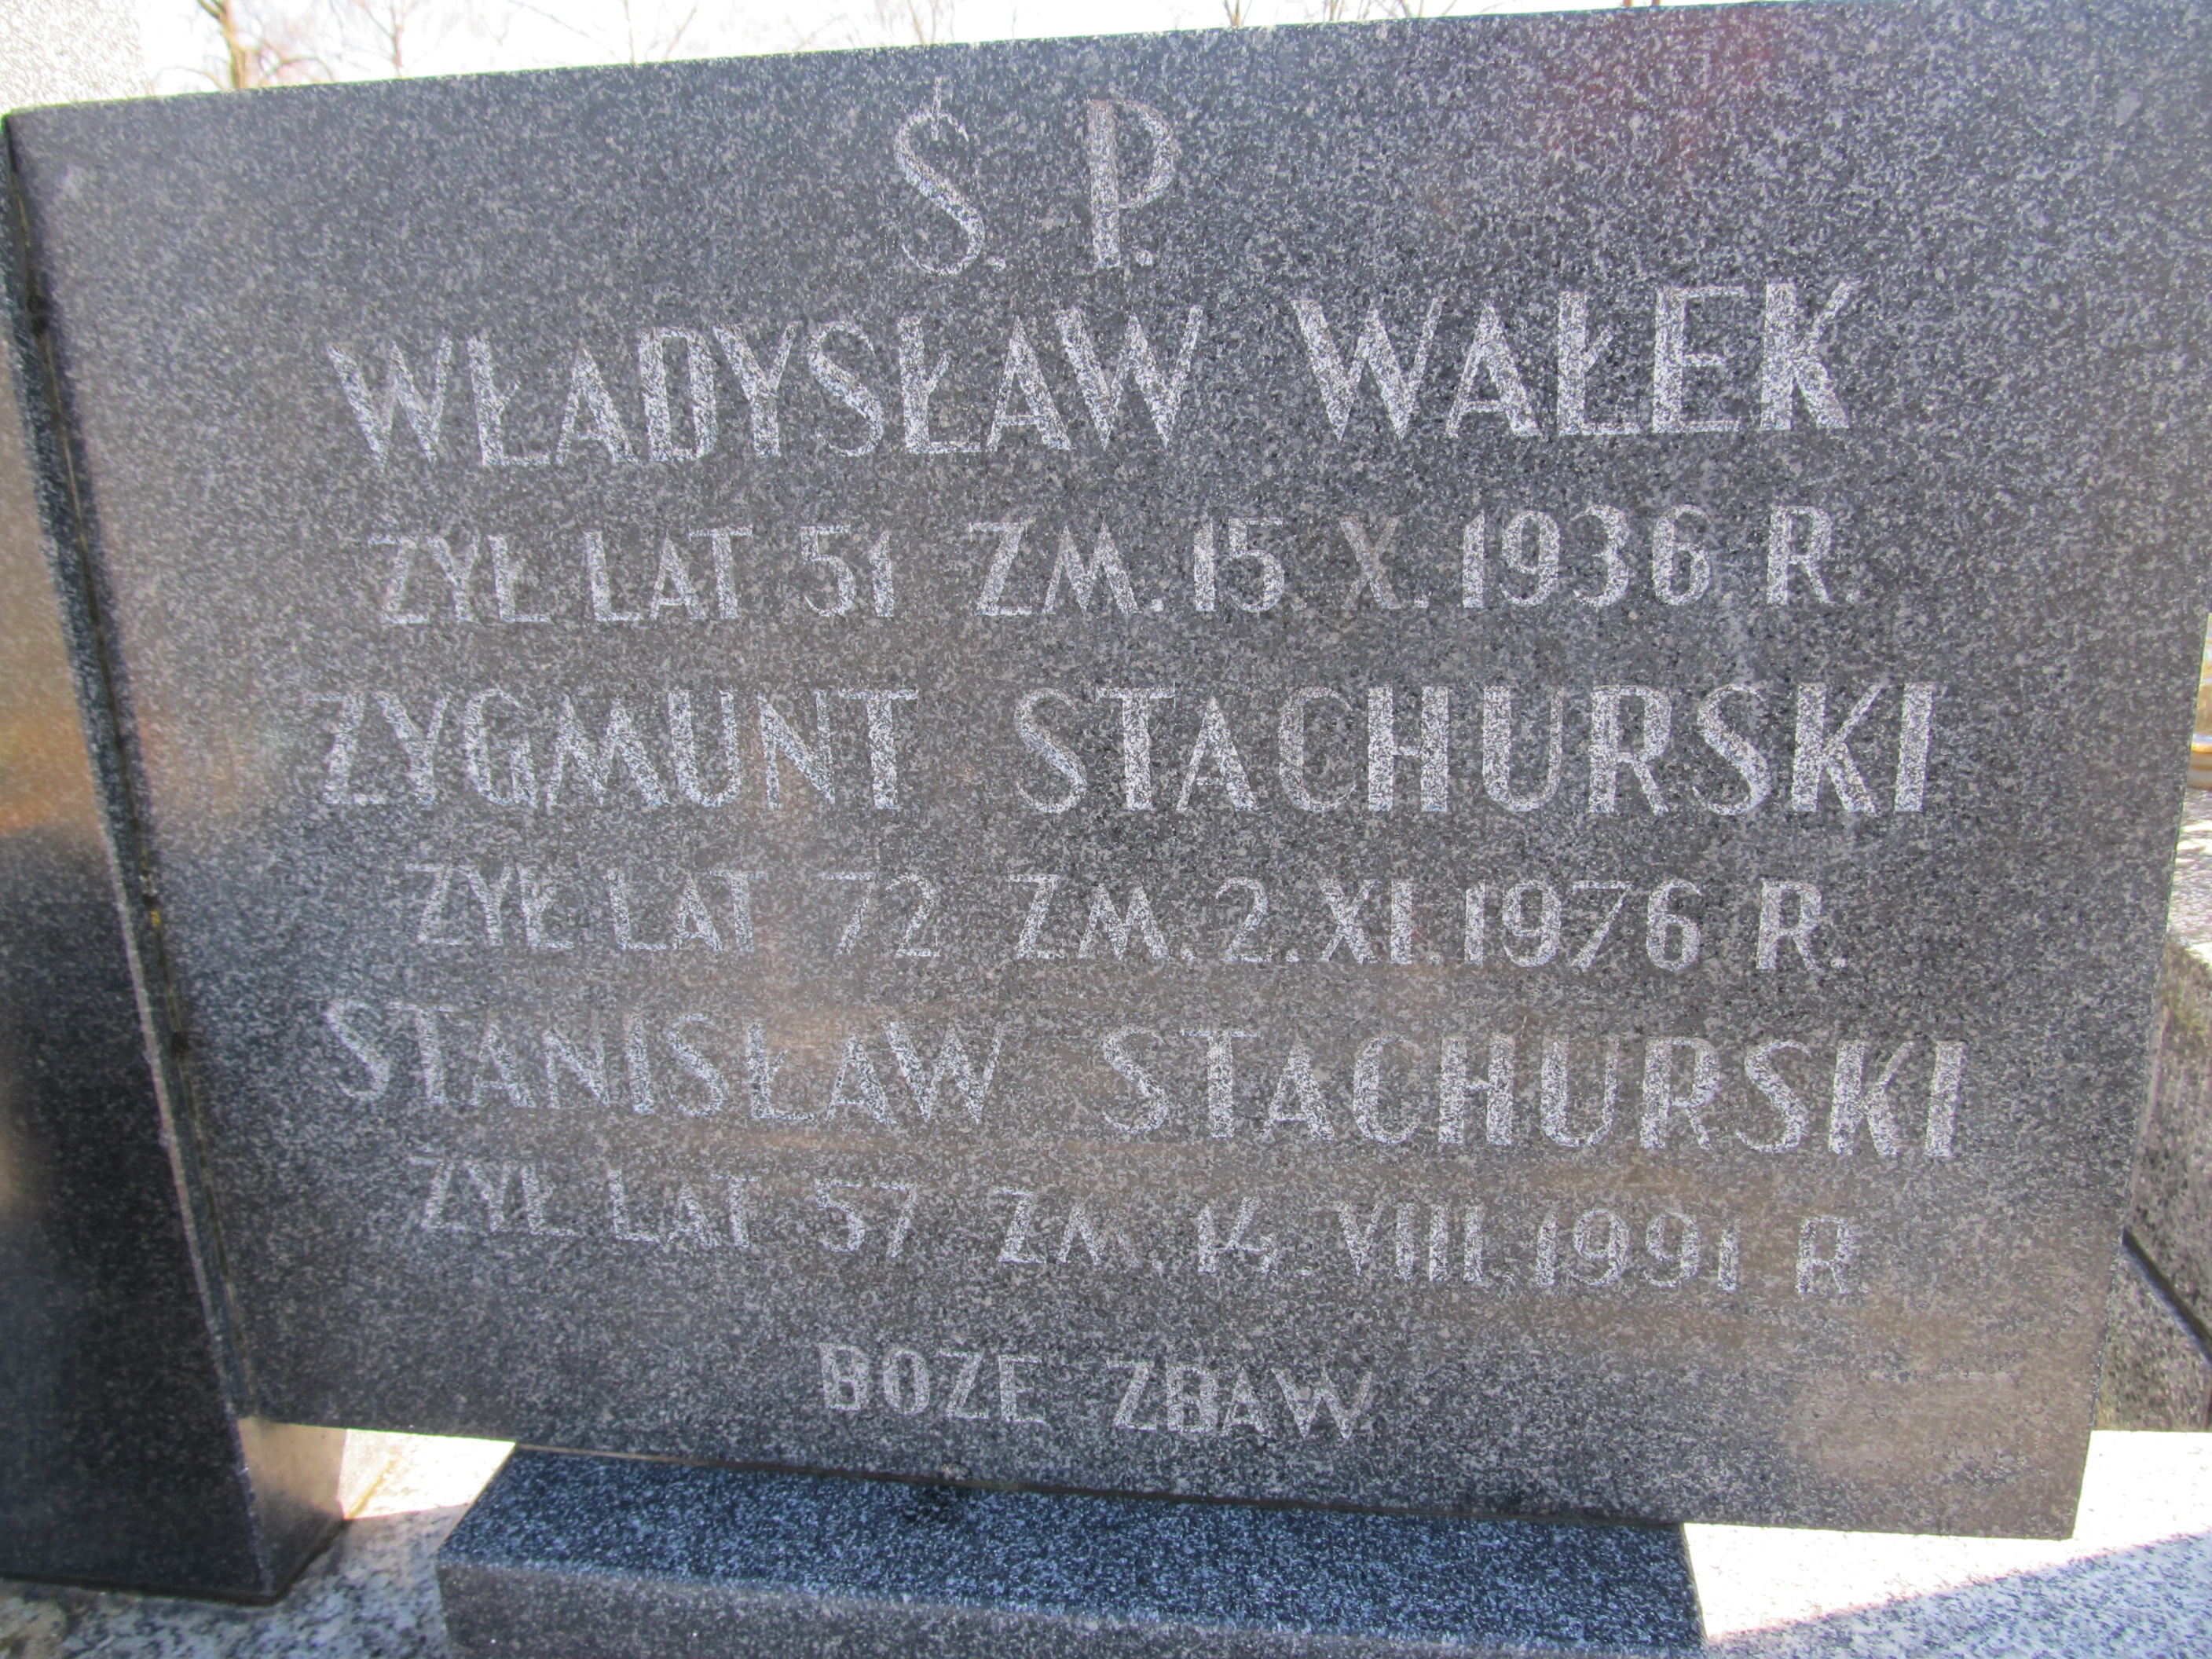 Ś. P.
WŁADYSŁAW WAŁEK
ŻYŁ LAT 51 ZM. 15. X. 1936 R.
ZYGMUNT STACHURSKI
ŻYŁ LAT 72 ZM. 2. XI. 1976 R.
STANISŁAW STACHURSKI
ŻYŁ LAT 57 ZM. 14. VIII. 1991 R.
BOŻE ZBAW